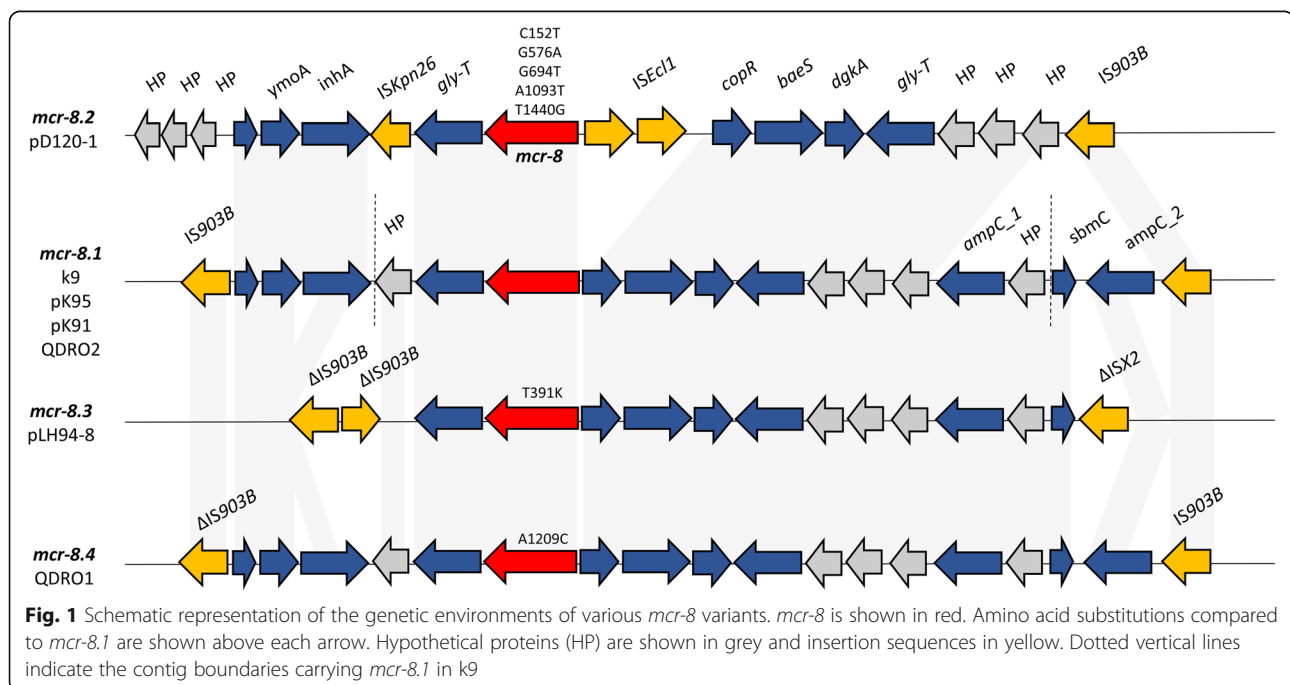 C152T
G576A
G694T
A1093T
T1440G
HP HP HP ymoA inhA ISKpn26 gly-T ISEcl1 copR baeS dgkA gly-T HP HP HP IS903B
mcr-8.2
pD120-1
mcr-8
IS903B HP ampC_1 HP sbmC ampC_2
mcr-8.1
k9
pK95
pK91
QDRO2
ΔIS903B ΔIS903B ΔISX2
T391K
mcr-8.3
pLH94-8
ΔIS903B IS903B
A1209C
mcr-8.4
QDRO1
Fig. 1 Schematic representation of the genetic environments of various mcr-8 variants. mcr-8 is shown in red. Amino acid substitutions compared
to mcr-8.1 are shown above each arrow. Hypothetical proteins (HP) are shown in grey and insertion sequences in yellow. Dotted vertical lines
indicate the contig boundaries carrying mcr-8.1 in k9